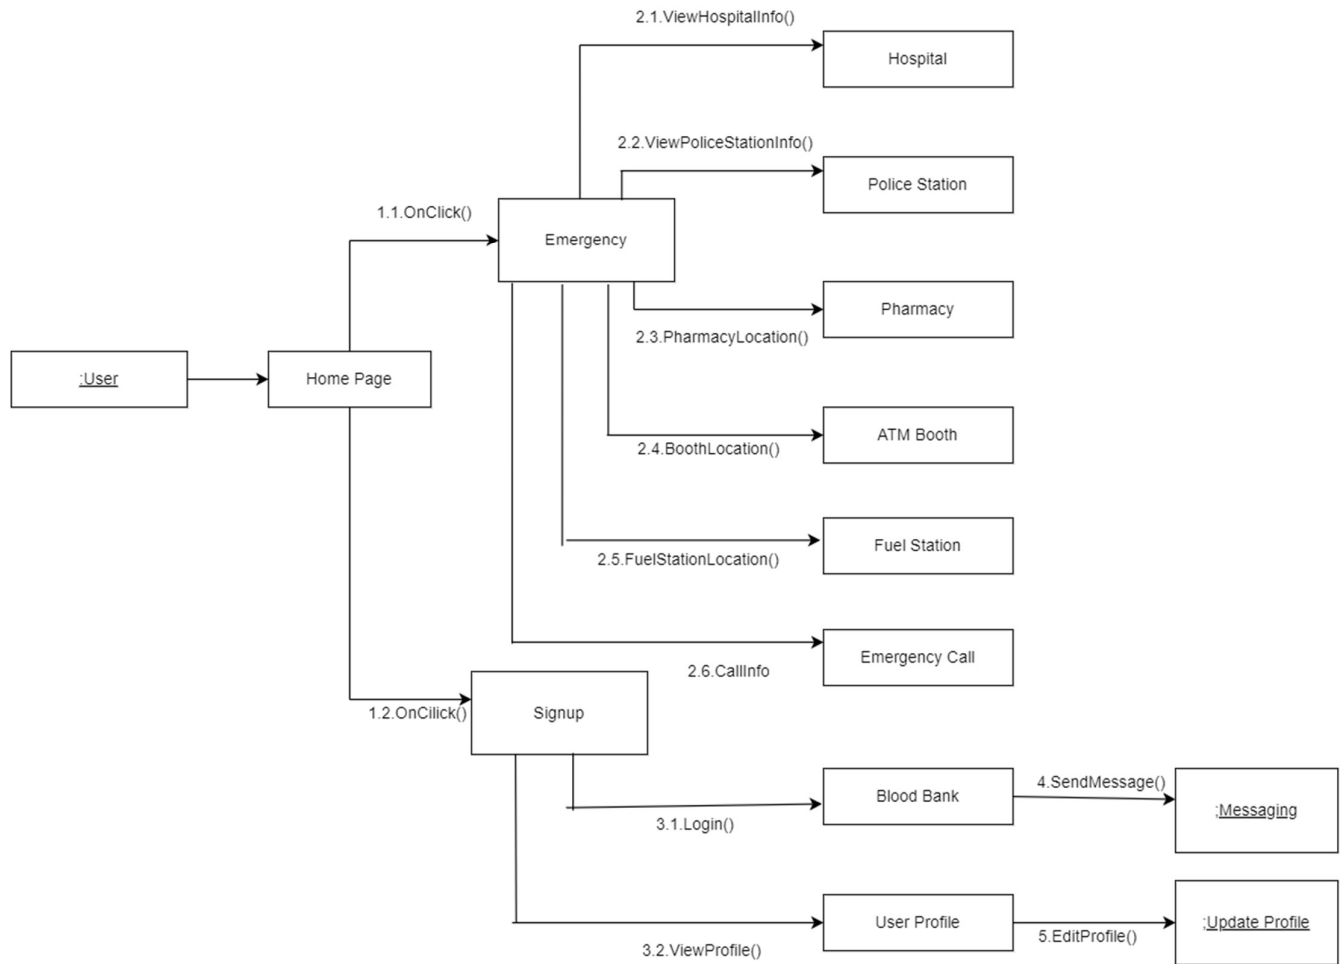 2.1.ViewHospitalInfo()
Hospital
2.2.ViewPoliceStationInfo()
Police Station
1.1.OnClick()
Emergency
Pharmacy
2.3.PharmacyLocation()
:User
Home Page
ATM Booth
2.4.BoothLocation()
Fuel Station
2.5.FuelStationLocation()
Emergency Call
2.6.CallInfo
1.2.OnCilick()
Signup
Blood Bank
4.SendMessage()
;Messaging
3.1.Login()
User Profile
;Update Profile
5.EditProfile()
3.2.ViewProfile()